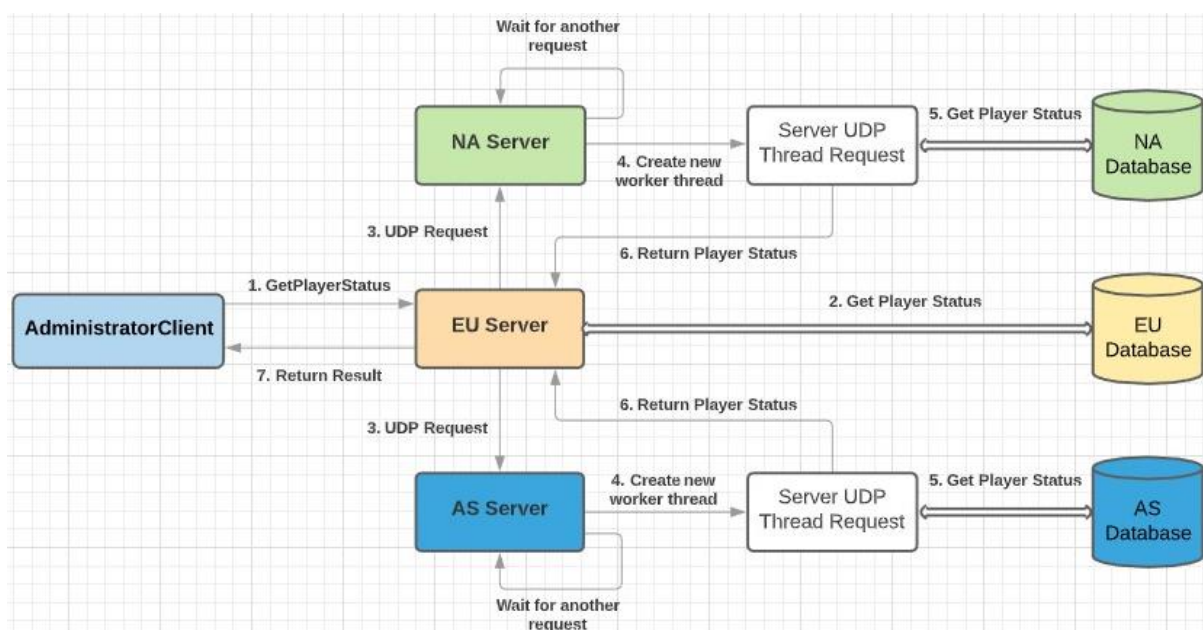 Wait for another
request
NA Server
4. Create new
worker thread
Server UDP
Thread Request
5. Get Player Status
NA
Database
3. UDP Request
6. Return Player Status
1. GetPlayerStatus
AdministratorClient
EU Server
2. Get Player Status
EU
Database
7. Return Result
6. Return Player Status
3. UDP Request
AS Server
4. Create new
worker thread
Server UDP
Thread Request
5. Get Player Status
AS
Database
Wait for another
request